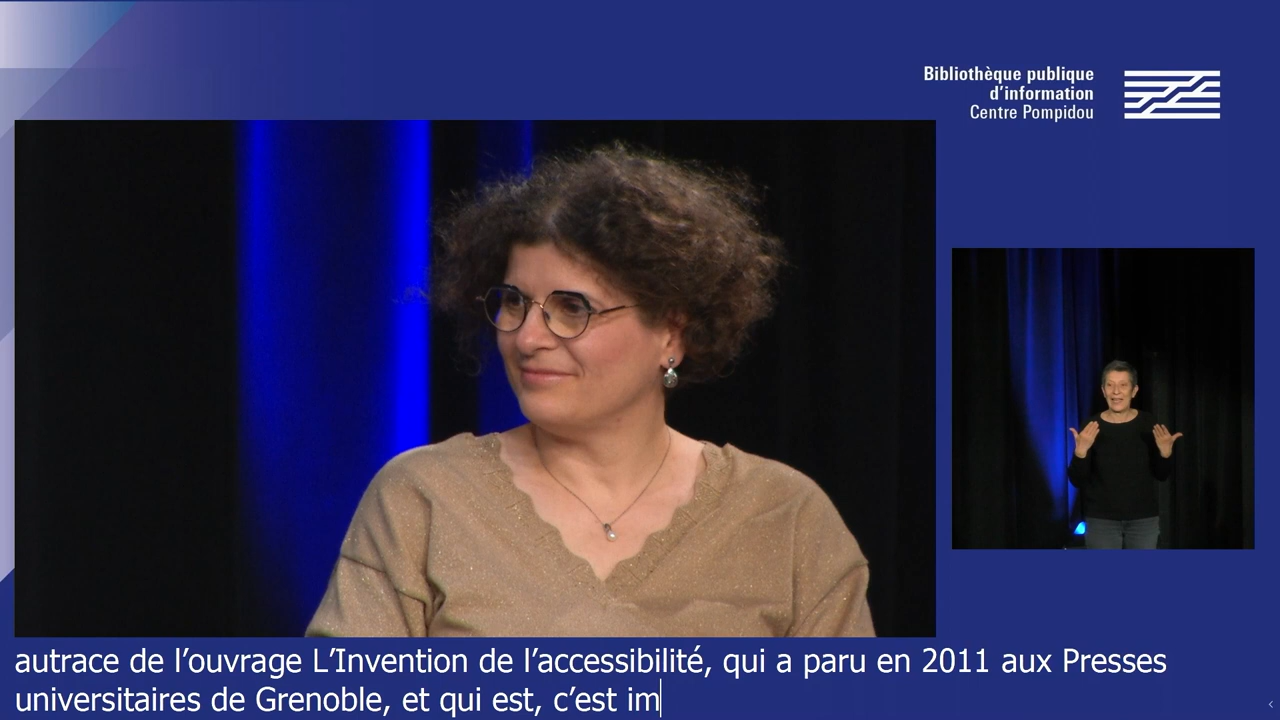 Bibliothèque publique
d'information
Centre Pompidou
autrace de l’ouvrage L’Invention de l’accessibilité, qui a paru en 2011 aux Presses
universitaires de Grenoble, et qui est, c’est im